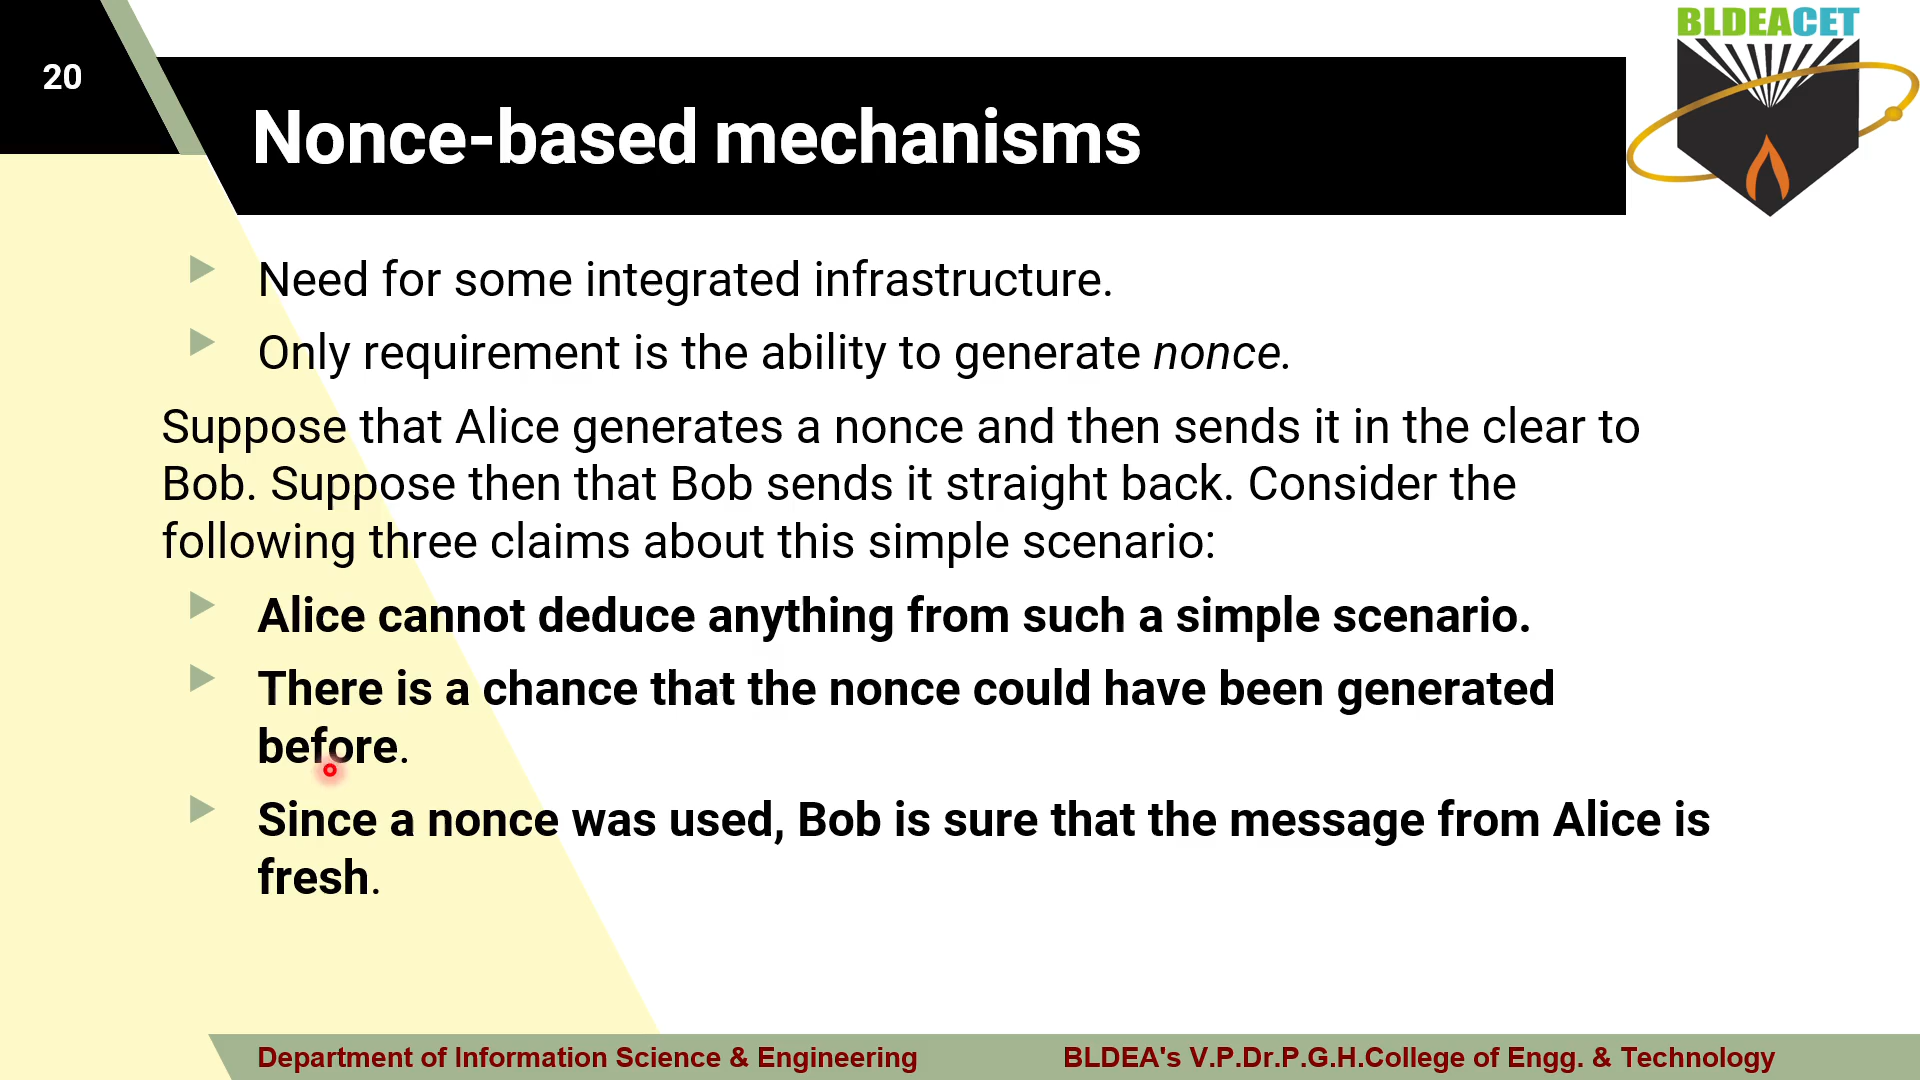 BLDEACET
20
Nonce-based mechanisms
Need for some integrated infrastructure.
Only requirement is the ability to generate nonce.
Suppose that Alice generates a nonce and then sends it in the clear to
Bob. Suppose then that Bob sends it straight back. Consider the
following three claims about this simple scenario:
Alice cannot deduce anything from such a simple scenario.
There is a chance that the nonce could have been generated
before.
Since a nonce was used, Bob is sure that the message from Alice is
fresh.
Department of Information Science & Engineering
BLDEA's V.P.Dr.P.G.H.College of Engg. & Technology